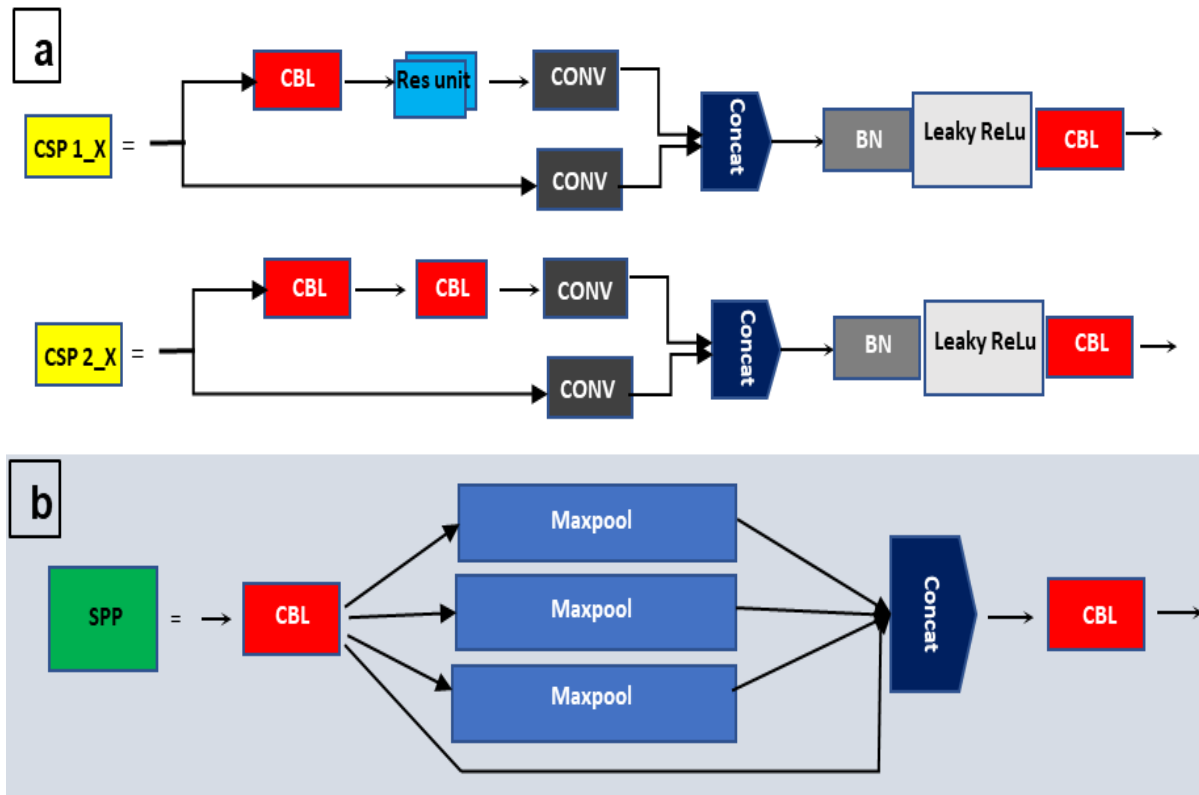 a
CSP 1_X =
CBL
Res unit
CONV
CONV
Concat
BN
Leaky ReLu
CBL
CSP 2_X =
CBL
CBL
CONV
CONV
Concat
BN
Leaky ReLu
CBL
b
SPP =
CBL
Maxpool
Maxpool
Maxpool
Concat
CBL